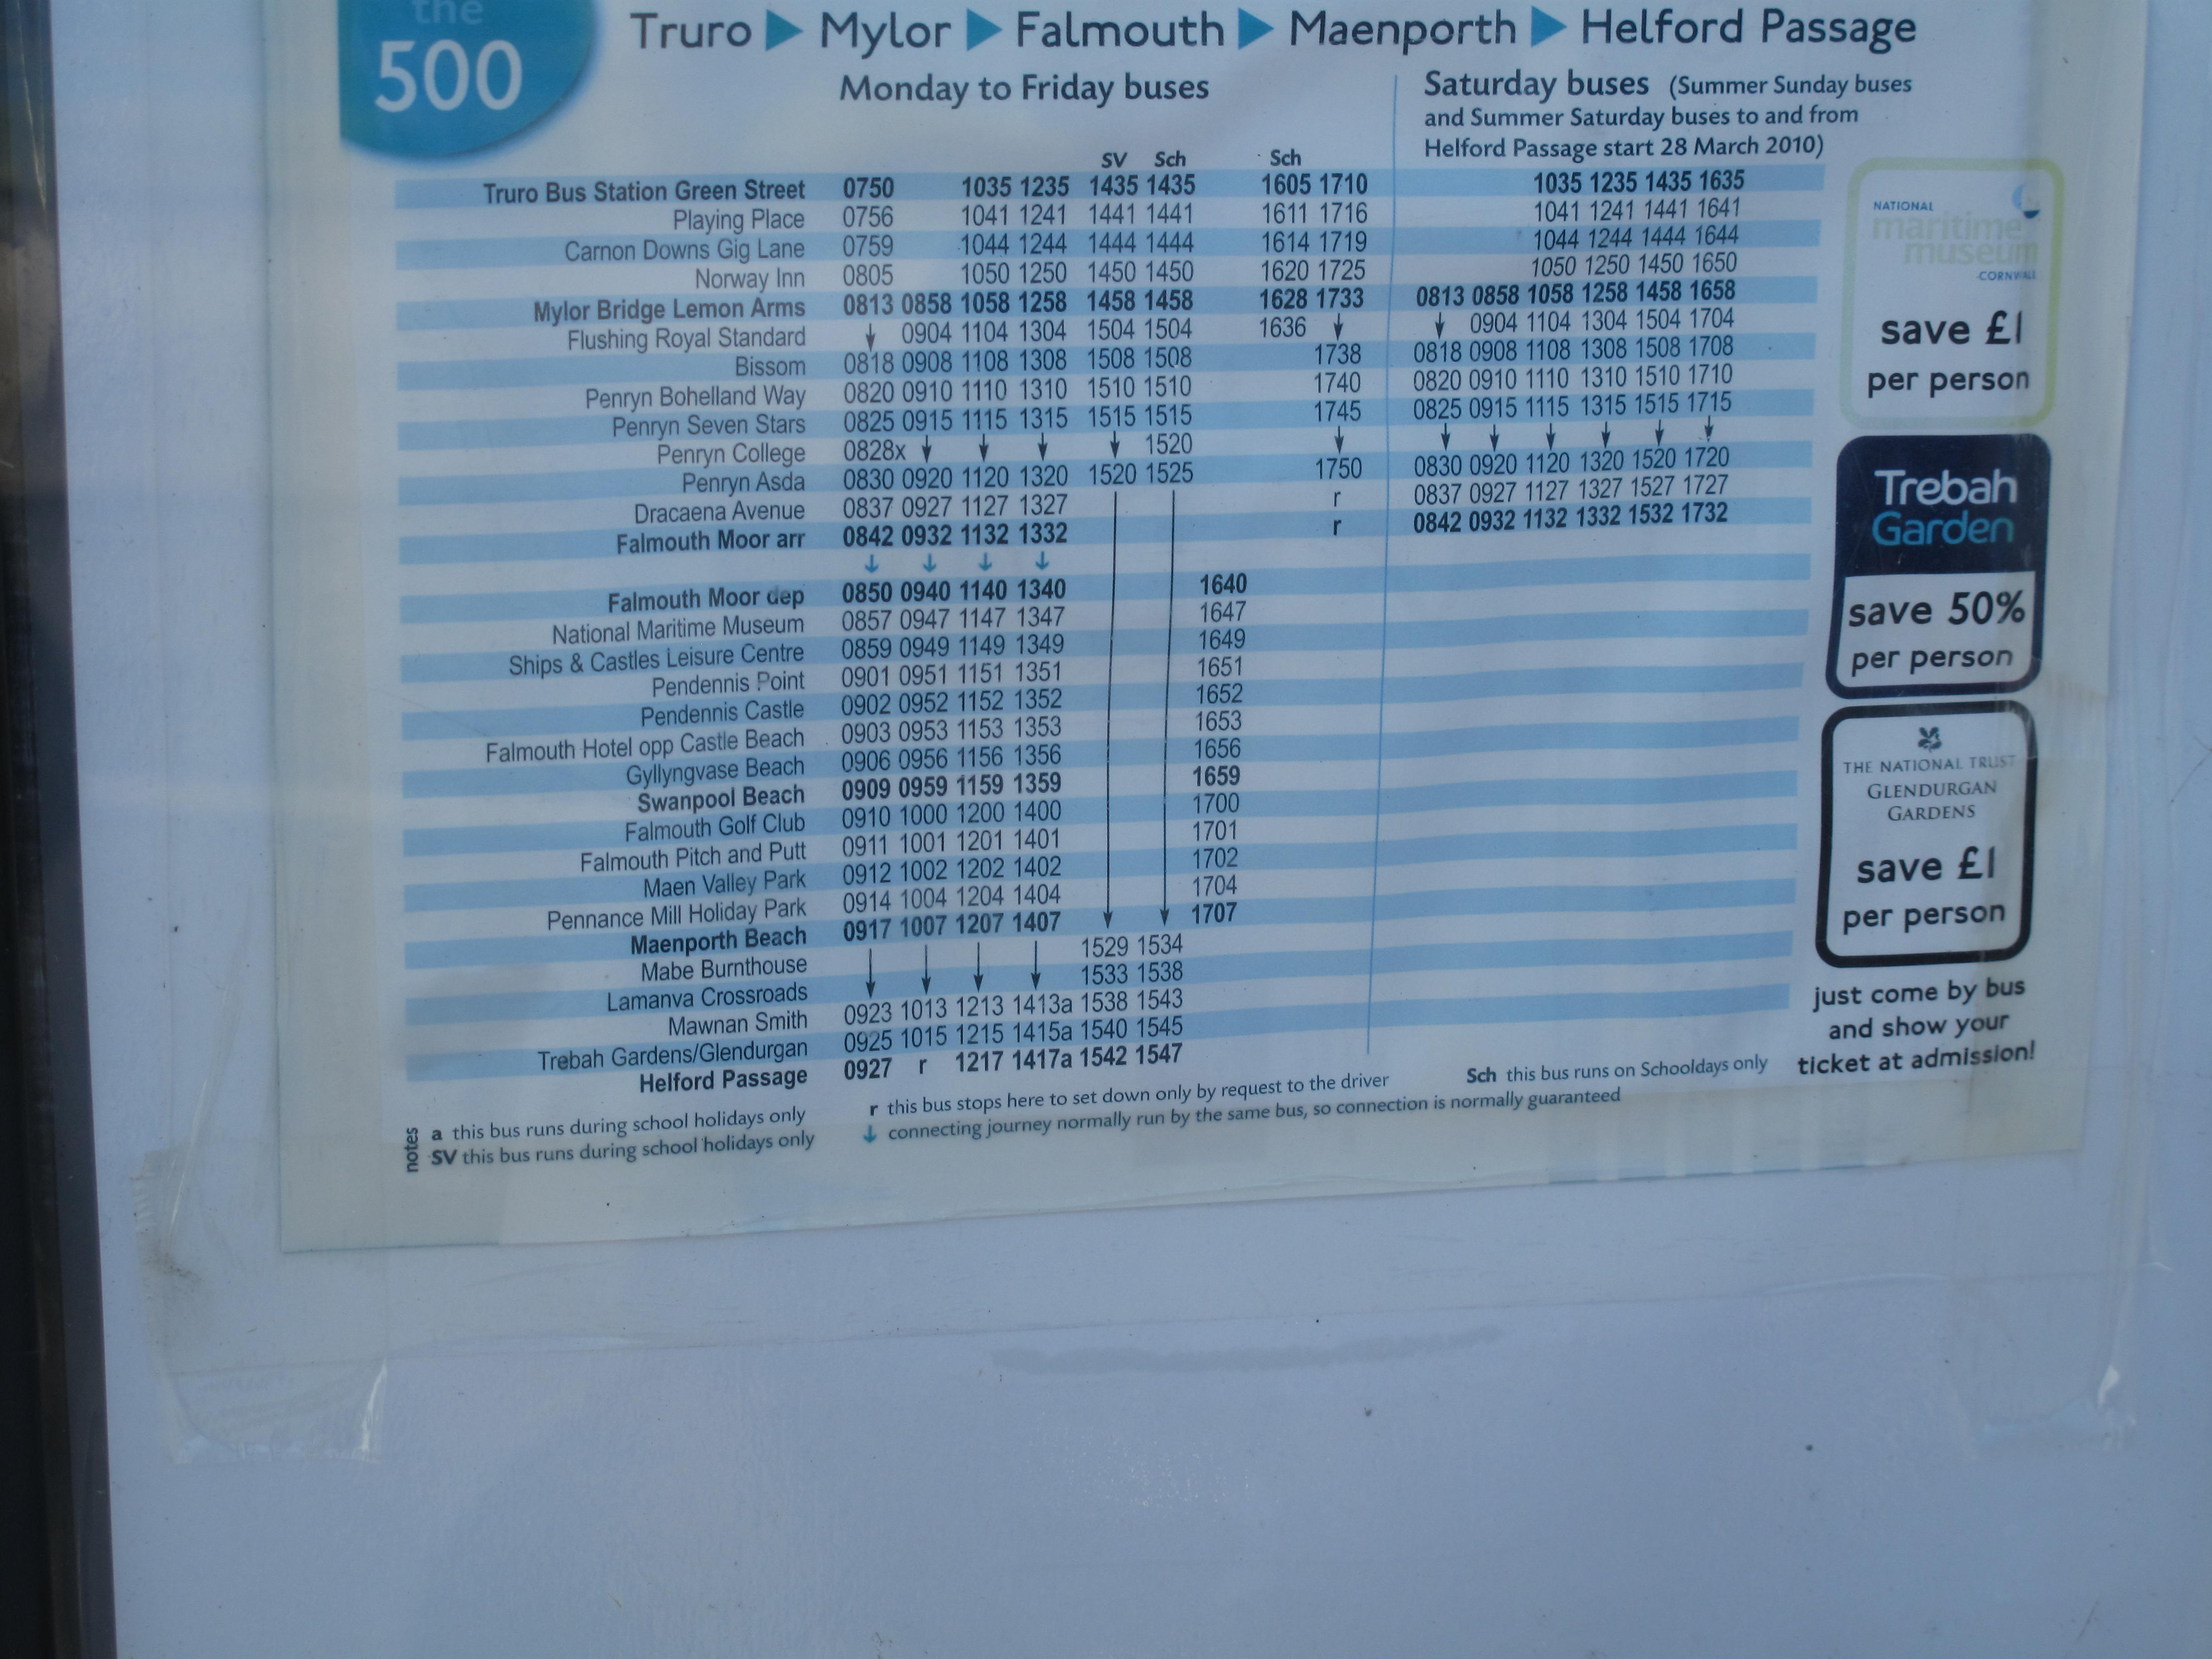 the
500
Truro ▶ Mylor ▶ Falmouth ▶ Maenporth ▶ Helford Passage
Monday to Friday buses
Saturday buses (Summer Sunday buses
and Summer Saturday buses to and from
Helford Passage start 28 March 2010)
SV Sch Sch
Truro Bus Station Green Street 0750 1035 1235 1435 1435 1605 1710 1035 1235 1435 1635
Playing Place 0756 1041 1241 1441 1441 1611 1716 1041 1241 1441 1641
Carnon Downs Gig Lane 0759 1044 1244 1444 1444 1614 1719 1044 1244 1444 1644
Norway Inn 0805 1050 1250 1450 1450 1620 1725 1050 1250 1450 1650
Mylor Bridge Lemon Arms 0813 0858 1058 1258 1458 1458 1628 1733 0813 0858 1058 1258 1458 1658
Flushing Royal Standard ↓ 0904 1104 1304 1504 1504 1636 ↓ ↓ 0904 1104 1304 1504 1704
Bissom 0818 0908 1108 1308 1508 1508 1738 0818 0908 1108 1308 1508 1708
Penryn Bohelland Way 0820 0910 1110 1310 1510 1510 1740 0820 0910 1110 1310 1510 1710
Penryn Seven Stars 0825 0915 1115 1315 1515 1515 1745 0825 0915 1115 1315 1515 1715
Penryn College 0828x ↓ ↓ ↓ ↓ 1520 ↓ ↓ ↓ ↓ ↓ ↓ ↓
Penryn Asda 0830 0920 1120 1320 1520 1525 1750 0830 0920 1120 1320 1520 1720
Dracaena Avenue 0837 0927 1127 1327 r 0837 0927 1127 1327 1527 1727
Falmouth Moor arr 0842 0932 1132 1332 r 0842 0932 1132 1332 1532 1732
↓ ↓ ↓ ↓
Falmouth Moor dep 0850 0940 1140 1340 1640
National Maritime Museum 0857 0947 1147 1347 1647
Ships & Castles Leisure Centre 0859 0949 1149 1349 1649
Pendennis Point 0901 0951 1151 1351 1651
Pendennis Castle 0902 0952 1152 1352 1652
Falmouth Hotel opp Castle Beach 0903 0953 1153 1353 1653
Gyllyngvase Beach 0906 0956 1156 1356 1656
Swanpool Beach 0909 0959 1159 1359 1659
Falmouth Golf Club 0910 1000 1200 1400 1700
Falmouth Pitch and Putt 0911 1001 1201 1401 1701
Maen Valley Park 0912 1002 1202 1402 1702
Pennance Mill Holiday Park 0914 1004 1204 1404 1704
Maenporth Beach 0917 1007 1207 1407 1707
Mabe Burnthouse 1529 1534
Lamanva Crossroads ↓ ↓ ↓ ↓ 1533 1538
Mawnan Smith 0923 1013 1213 1413a 1538 1543
Trebah Gardens/Glendurgan 0925 1015 1215 1415a 1540 1545
Helford Passage 0927 r 1217 1417a 1542 1547
notes
a this bus runs during school holidays only
SV this bus runs during school holidays only
r this bus stops here to set down only by request to the driver
↓ connecting journey normally run by the same bus, so connection is normally guaranteed
Sch this bus runs on Schooldays only
NATIONAL
maritime
museum
CORNWALL
save £1
per person
Trebah
Garden
save 50%
per person
THE NATIONAL TRUST
GLENDURGAN
GARDENS
save £1
per person
just come by bus
and show your
ticket at admission!